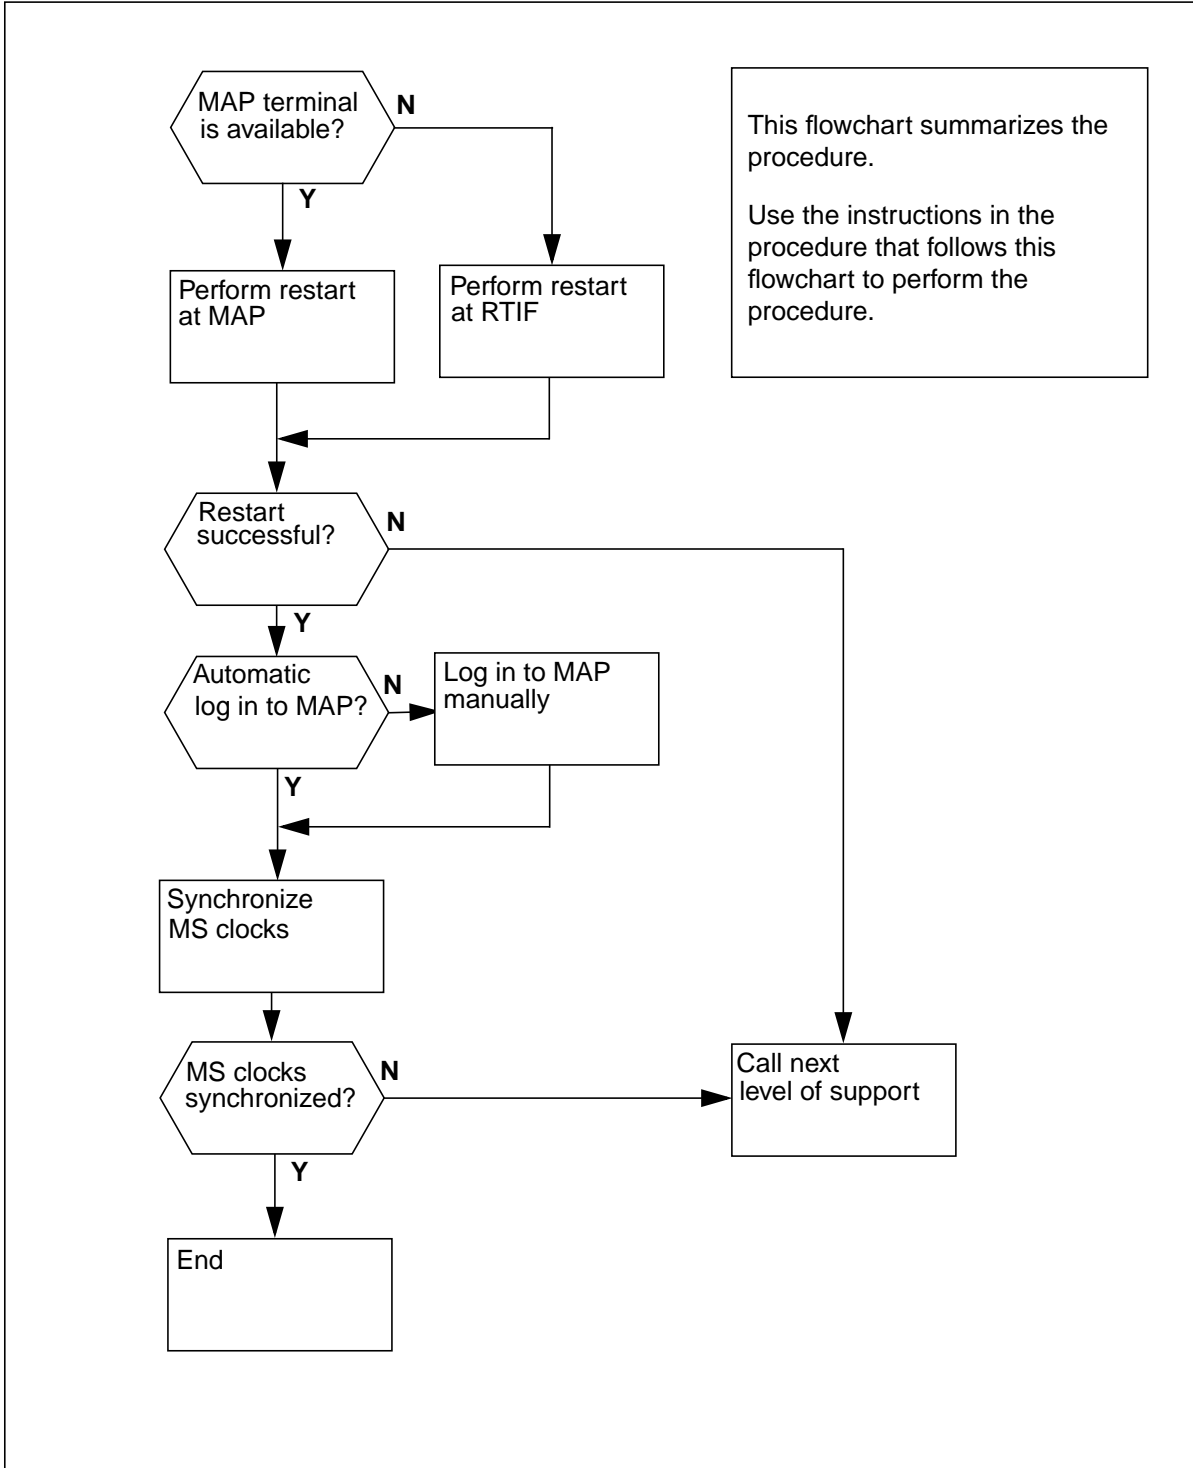 MAP terminal
is available?
N
Y
This flowchart summarizes the
procedure.
Use the instructions in the
procedure that follows this
flowchart to perform the
procedure.
Perform restart
at MAP
Perform restart
at RTIF
Restart
successful?
N
Y
Automatic
log in to MAP?
N
Y
Log in to MAP
manually
Synchronize
MS clocks
MS clocks
synchronized?
N
Y
Call next
level of support
End